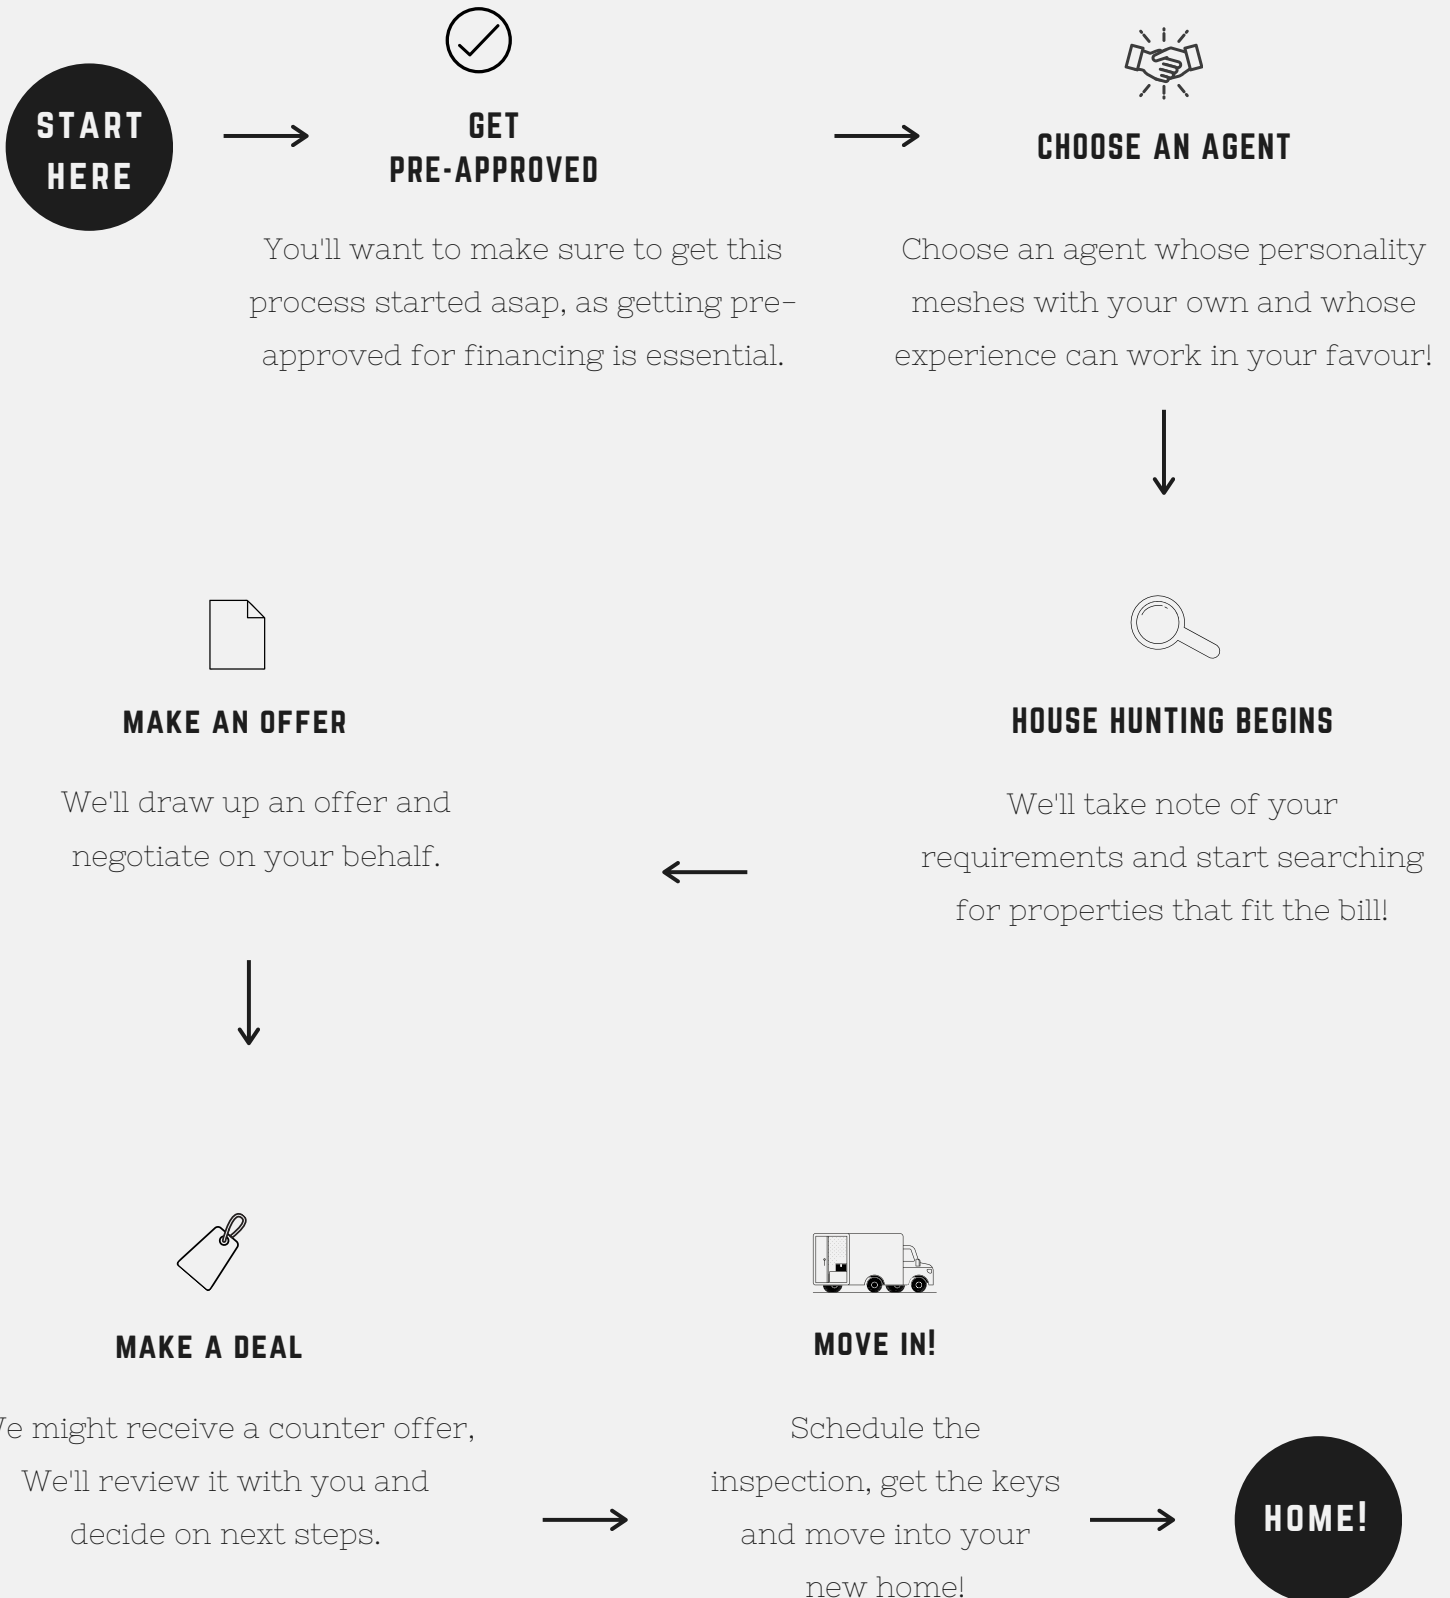 START
HERE
GET
PRE-APPROVED
You'll want to make sure to get this
process started asap, as getting pre-
approved for financing is essential.
CHOOSE AN AGENT
Choose an agent whose personality
meshes with your own and whose
experience can work in your favour!
HOUSE HUNTING BEGINS
We'll take note of your
requirements and start searching
for properties that fit the bill!
MAKE AN OFFER
We'll draw up an offer and
negotiate on your behalf.
MAKE A DEAL
We might receive a counter offer,
We'll review it with you and
decide on next steps.
MOVE IN!
Schedule the
inspection, get the keys
and move into your
new home!
HOME!